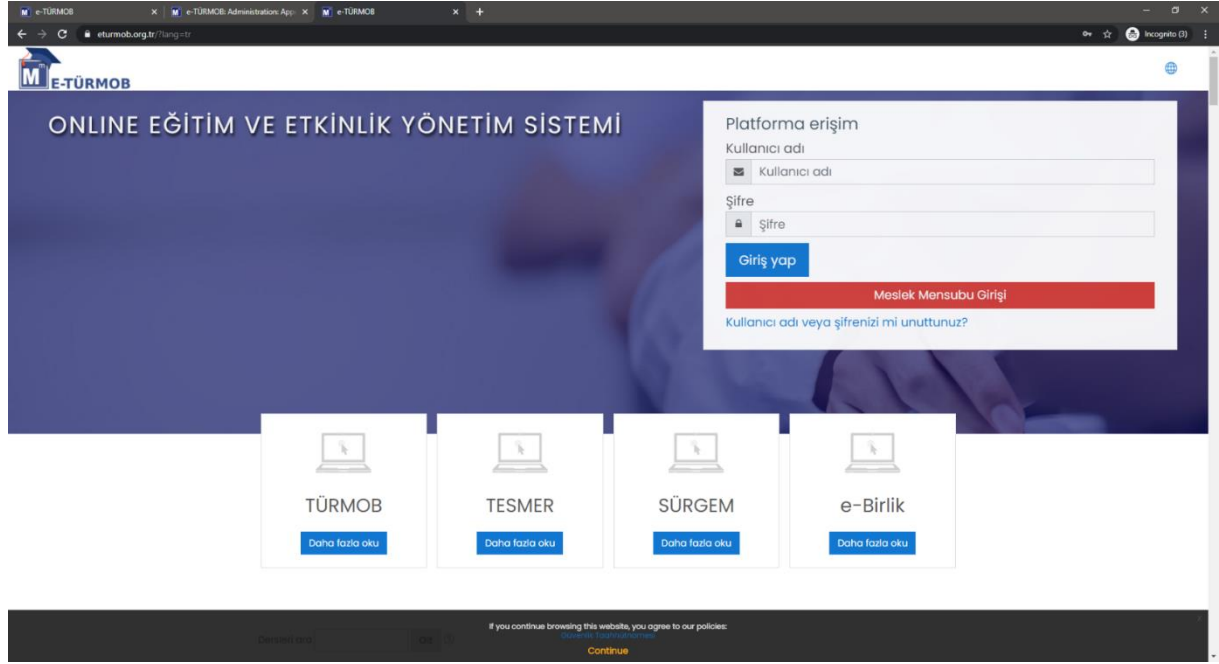 e-TÜRMOB
e-TÜRMOB: Administration: App
e-TÜRMOB
eturmob.org.tr/?lang=tr
Incognito (3)
M
E-TÜRMOB
ONLINE EĞİTİM VE ETKİNLİK YÖNETİM SİSTEMİ
Platforma erişim
Kullanıcı adı
Kullanıcı adı
Şifre
Şifre
Giriş yap
Meslek Mensubu Girişi
Kullanıcı adı veya şifrenizi mi unuttunuz?
TÜRMOB
Daha fazla oku
TESMER
Daha fazla oku
SÜRGEM
Daha fazla oku
e-Birlik
Daha fazla oku
If you continue browsing this website, you agree to our policies:
Continue